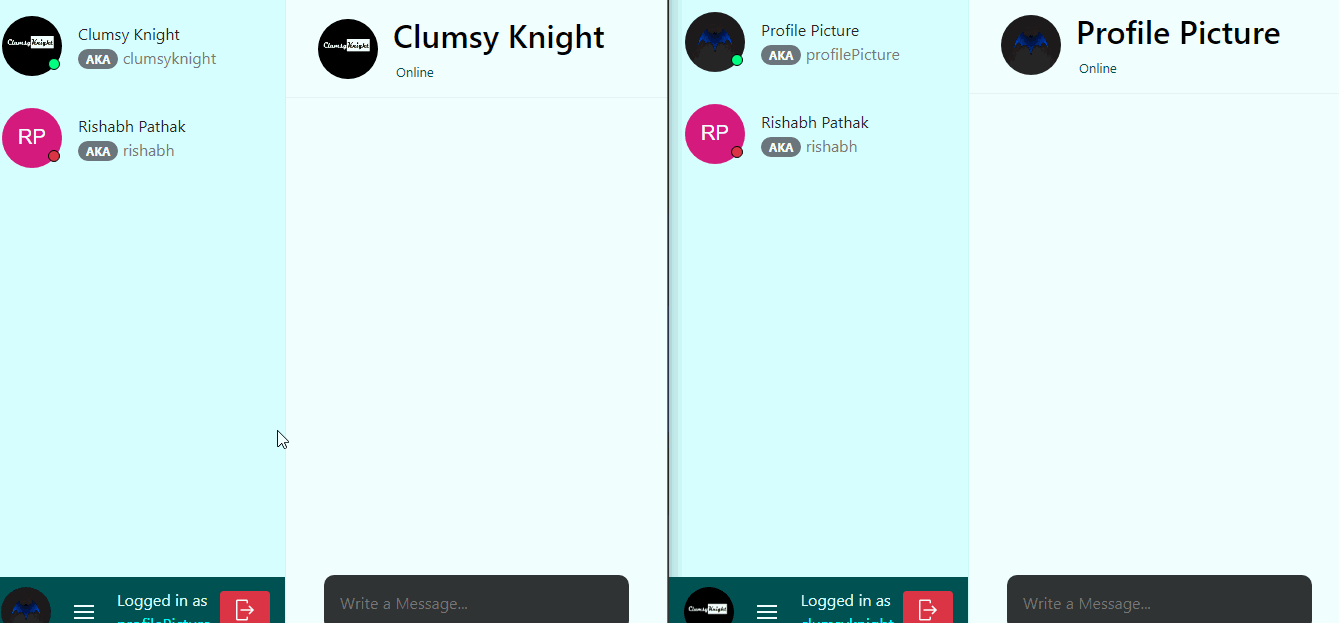 Clumsy Knight
Clumsy Knight
AKA clumsyknight
RP
Rishabh Pathak
AKA rishabh
Logged in as
profilePicture
Clumsy Knight
Clumsy Knight
Online
Write a Message...
Profile Picture
AKA profilePicture
RP
Rishabh Pathak
AKA rishabh
Clumsy Knight
Logged in as
clumsyknight
Profile Picture
Online
Write a Message...